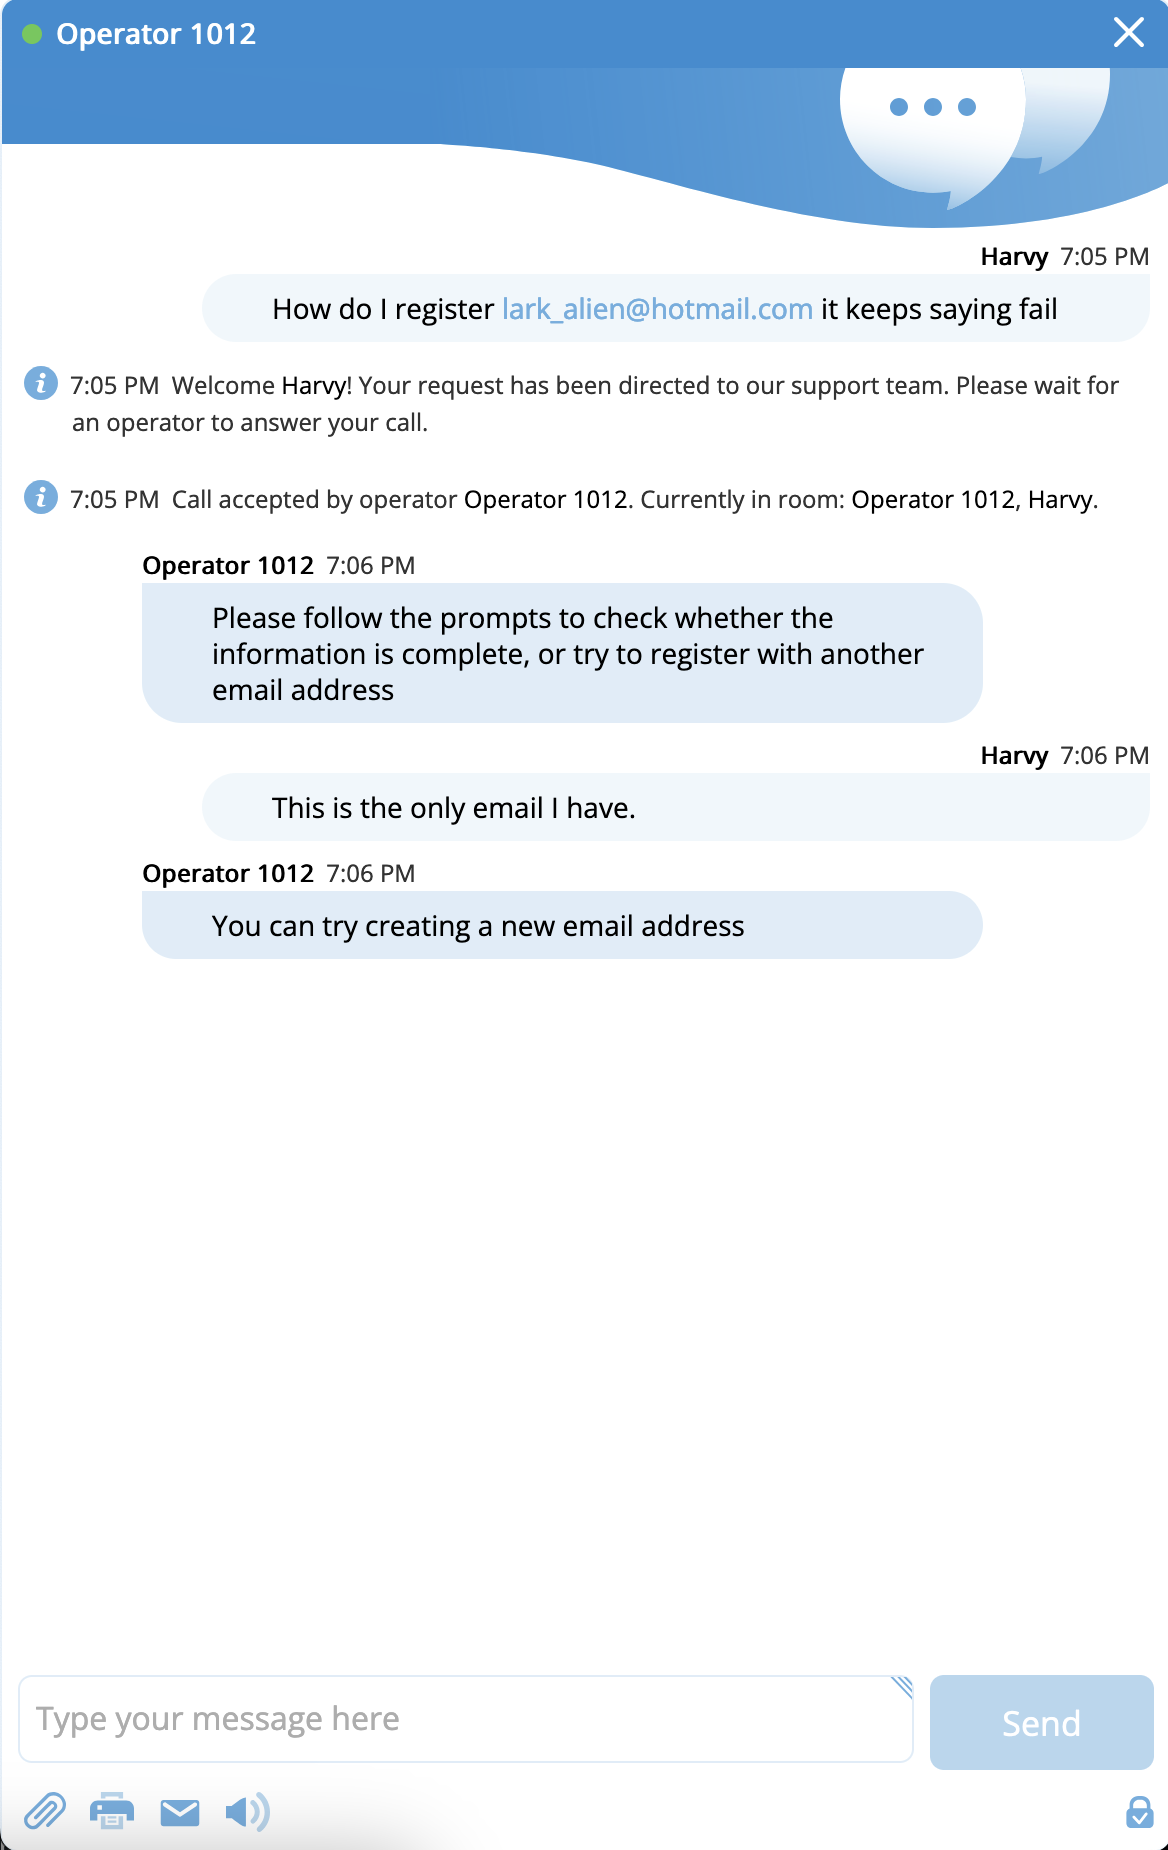 Operator 1012
Harvy 7:05 PM
How do I register lark_alien@hotmail.com it keeps saying fail
7:05 PM Welcome Harvy! Your request has been directed to our support team. Please wait for
an operator to answer your call.
7:05 PM Call accepted by operator Operator 1012. Currently in room: Operator 1012, Harvy.
Operator 1012 7:06 PM
Please follow the prompts to check whether the
information is complete, or try to register with another
email address
Harvy 7:06 PM
This is the only email I have.
Operator 1012 7:06 PM
You can try creating a new email address
Type your message here
Send